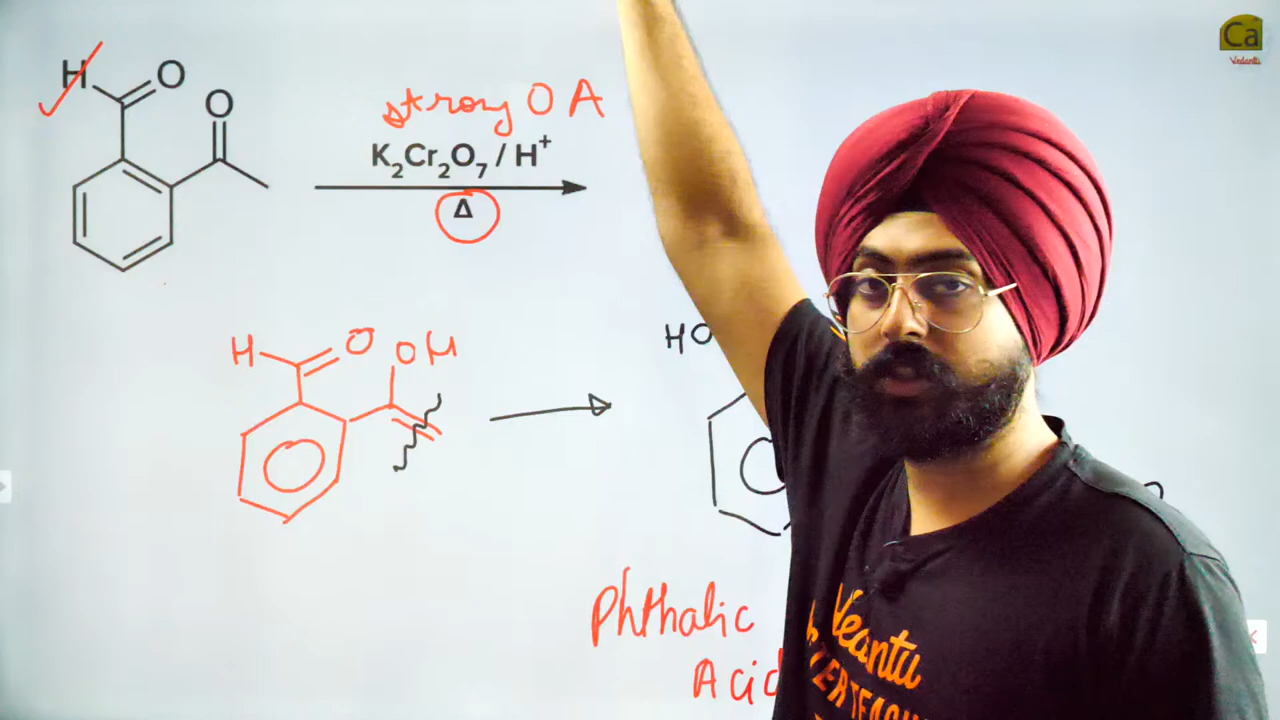 Ca
Vedantu
H O
O
strong O A
K2Cr2O7 / H+
Δ
H O OH
HO
Phthalic
Acid
Vedantu